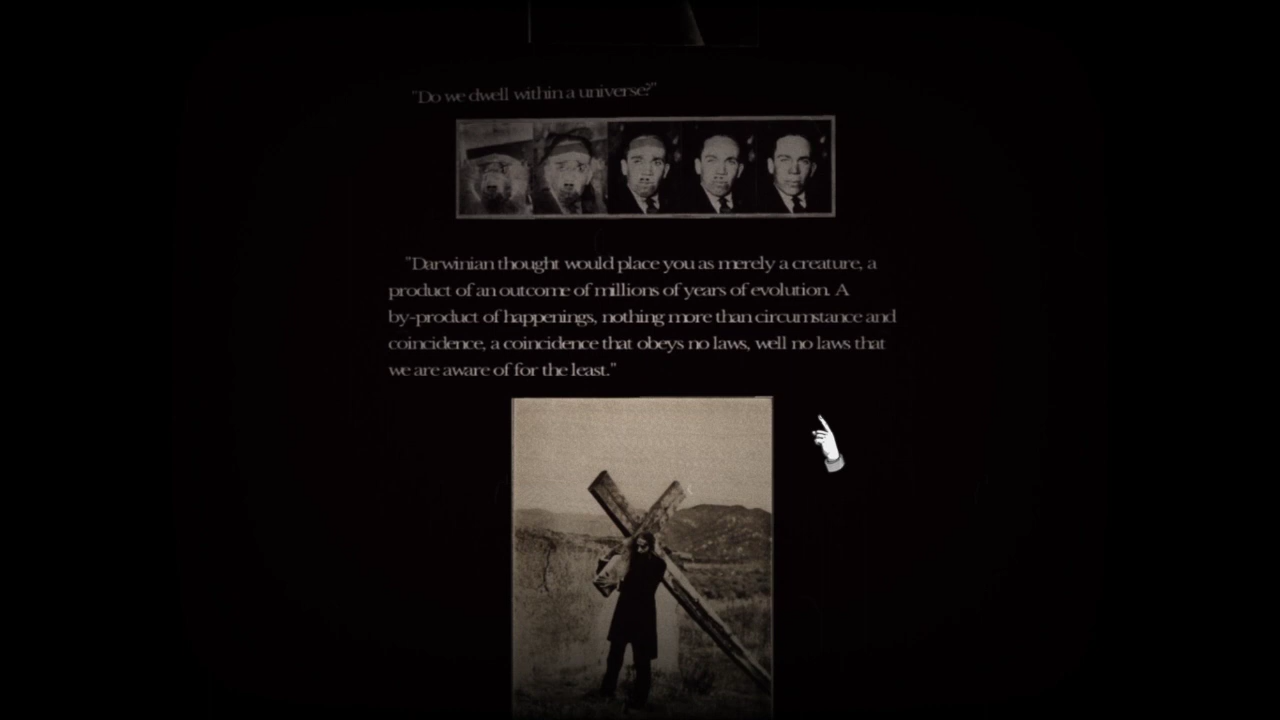 "Do we dwell within a universe?"
"Darwinian thought would place you as merely a creature, a
product of an outcome of millions of years of evolution. A
by-product of happenings, nothing more than circumstance and
coincidence, a coincidence that obeys no laws, well no laws that
we are aware of for the least."